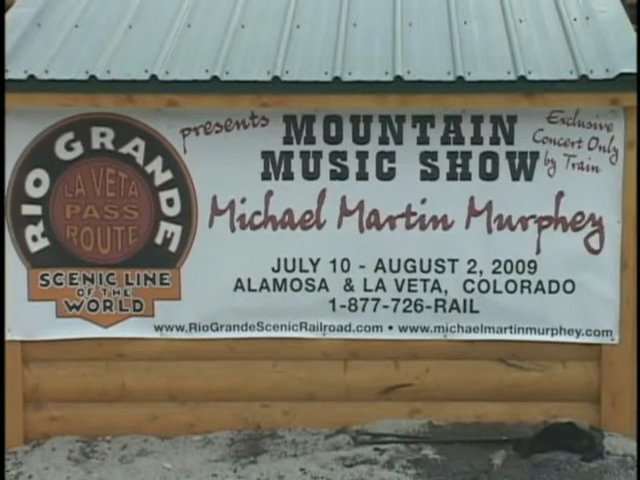 RIO GRANDE
LA VETA
PASS
ROUTE
SCENIC LINE
OF THE
WORLD
presents
MOUNTAIN
MUSIC SHOW
Exclusive
Concert Only
by Train
Michael Martin Murphey
JULY 10 - AUGUST 2, 2009
ALAMOSA & LA VETA, COLORADO
1-877-726-RAIL
www.RioGrandeScenicRailroad.com • www.michaelmartinmurphey.com